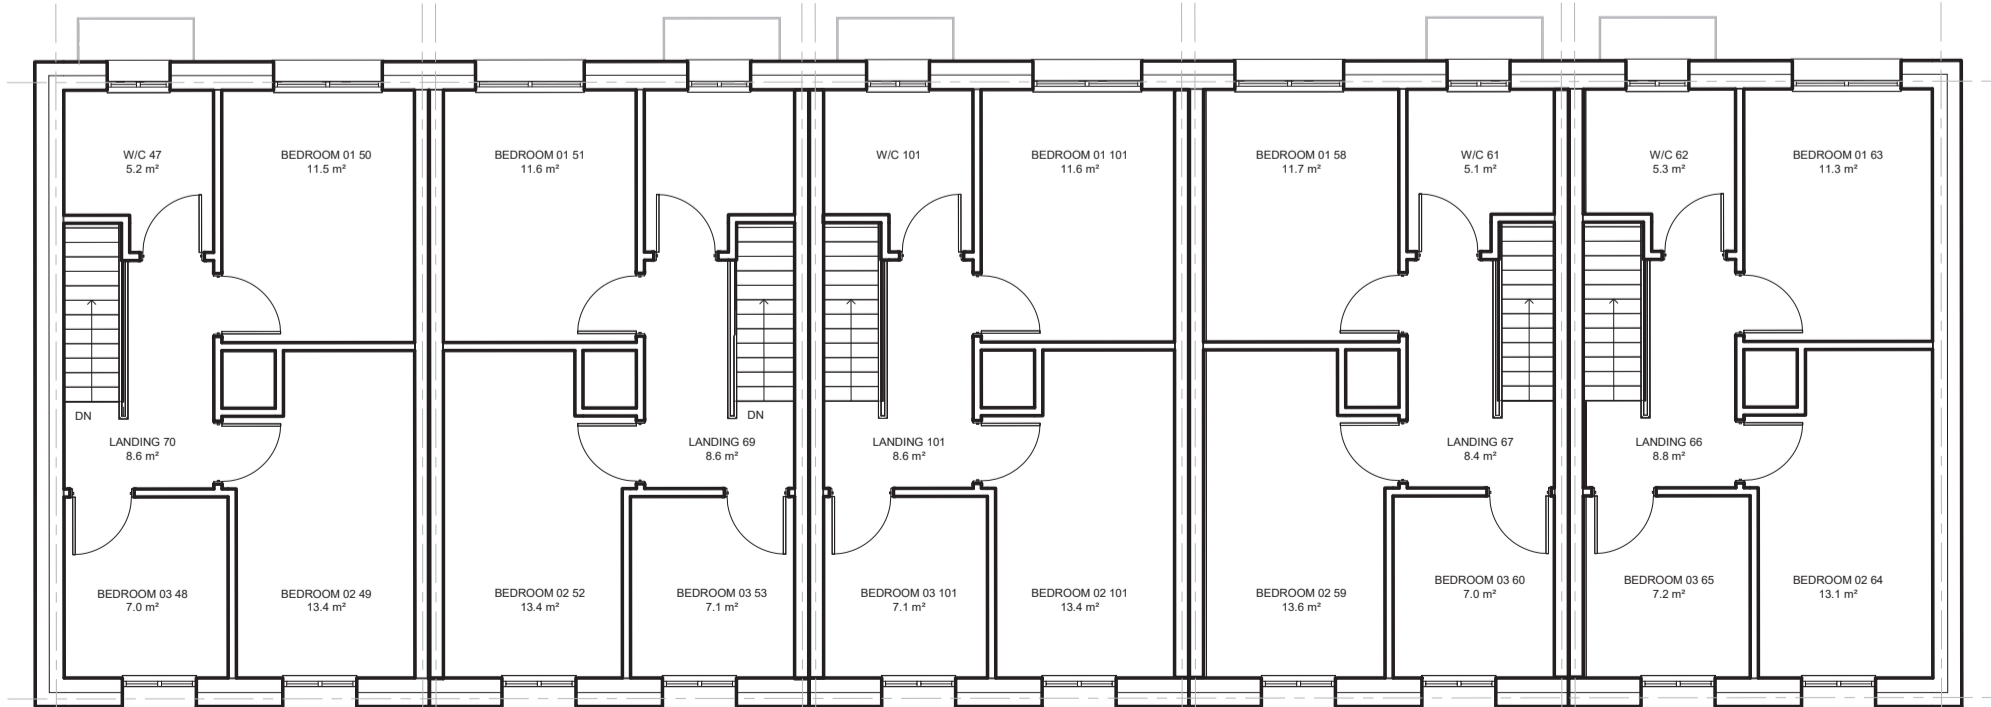 W/C 47
5.2 m²
BEDROOM 01 50
11.5 m²
BEDROOM 01 51
11.6 m²
W/C 101
BEDROOM 01 101
11.6 m²
BEDROOM 01 58
11.7 m²
W/C 61
5.1 m²
W/C 62
5.3 m²
BEDROOM 01 63
11.3 m²
DN
DN
LANDING 70
8.6 m²
LANDING 69
8.6 m²
LANDING 101
8.6 m²
LANDING 67
8.4 m²
LANDING 66
8.8 m²
BEDROOM 03 48
7.0 m²
BEDROOM 02 49
13.4 m²
BEDROOM 02 52
13.4 m²
BEDROOM 03 53
7.1 m²
BEDROOM 03 101
7.1 m²
BEDROOM 02 101
13.4 m²
BEDROOM 02 59
13.6 m²
BEDROOM 03 60
7.0 m²
BEDROOM 03 65
7.2 m²
BEDROOM 02 64
13.1 m²